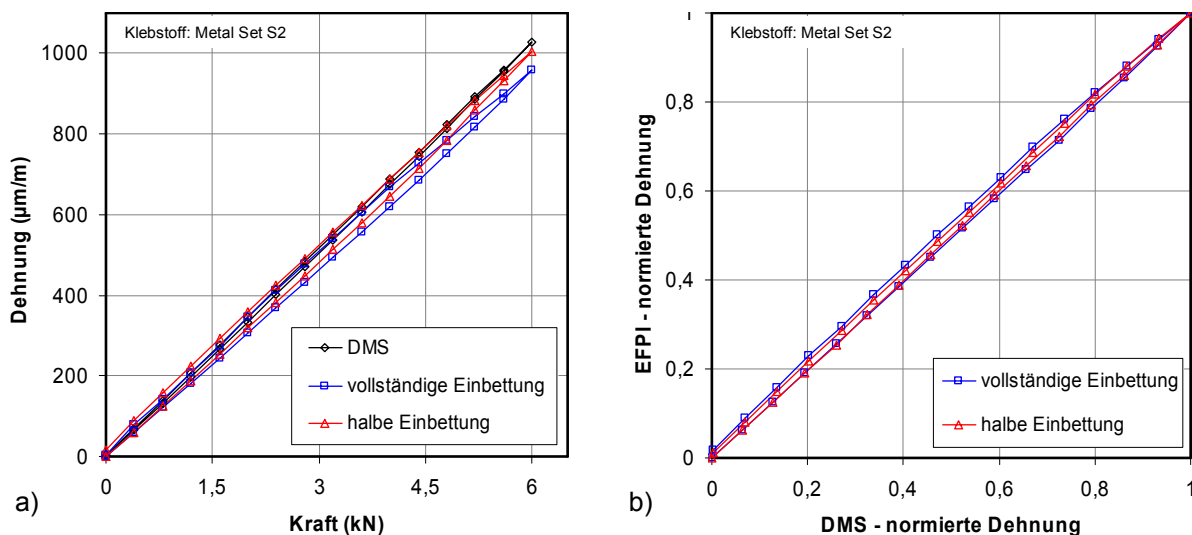 Klebstoff: Metal Set S2
Dehnung (µm/m)
1000
800
600
400
200
0
0
1,5
3
4,5
6
Kraft (kN)
DMS
vollständige Einbettung
halbe Einbettung
a)
Klebstoff: Metal Set S2
EFPI - normierte Dehnung
1
0,8
0,6
0,4
0,2
0
0
0,2
0,4
0,6
0,8
1
DMS - normierte Dehnung
vollständige Einbettung
halbe Einbettung
b)